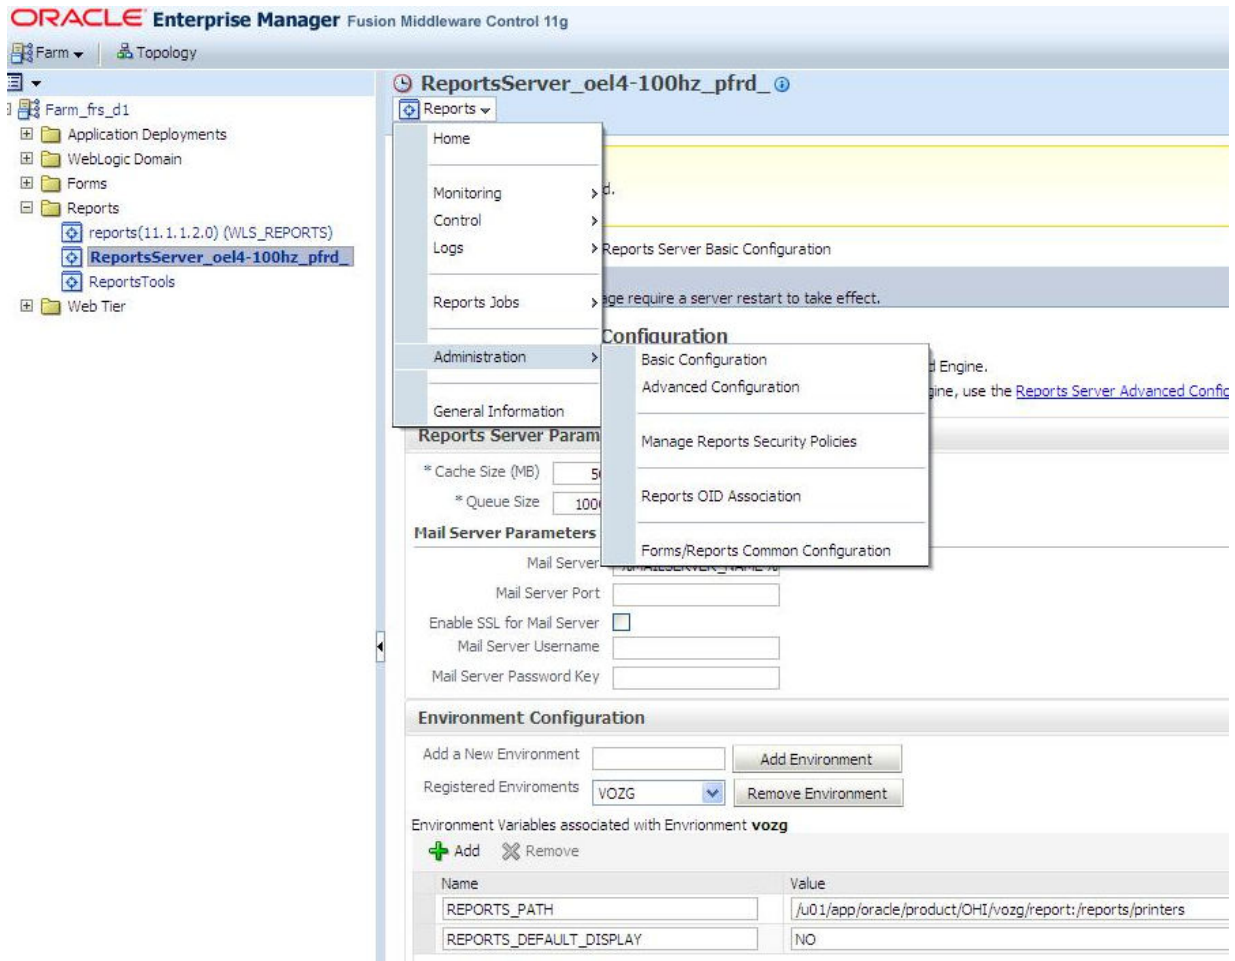 ORACLE Enterprise Manager Fusion Middleware Control 11g
Farm Topology
Farm_frs_d1
Application Deployments
WebLogic Domain
Forms
Reports
reports(11.1.1.2.0) (WLS_REPORTS)
ReportsServer_oel4-100hz_pfrd_
ReportsTools
Web Tier
ReportsServer_oel4-100hz_pfrd_
Reports
Home
Monitoring
Control
Logs
Reports Jobs
Administration
General Information
d.
Reports Server Basic Configuration
age require a server restart to take effect.
Configuration
d Engine.
gine, use the Reports Server Advanced Confic
Basic Configuration
Advanced Configuration
Manage Reports Security Policies
Reports OID Association
Forms/Reports Common Configuration
Reports Server Param
* Cache Size (MB)
* Queue Size 100
Mail Server Parameters
Mail Server %MAILSERVER_NAME%
Mail Server Port
Enable SSL for Mail Server
Mail Server Username
Mail Server Password Key
Environment Configuration
Add a New Environment Add Environment
Registered Enviroments VOZG Remove Environment
Environment Variables associated with Envrionment vozg
Add Remove
Name Value
REPORTS_PATH /u01/app/oracle/product/OHI/vozg/report:/reports/printers
REPORTS_DEFAULT_DISPLAY NO